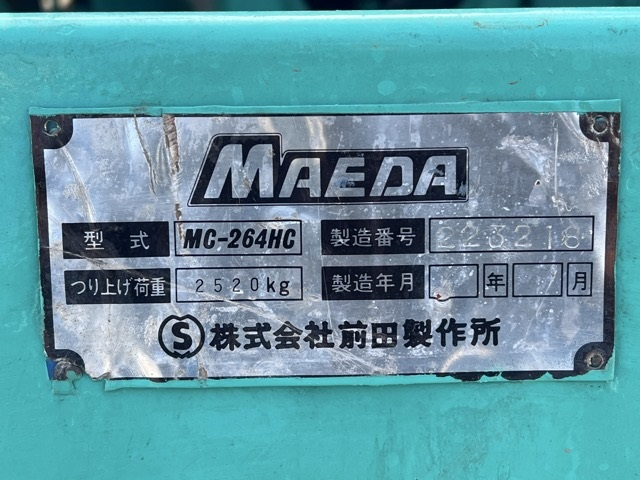 MAEDA
型式 MC-264HC 製造番号 223218
つり上げ荷重 2520kg 製造年月 年 月
S 株式会社前田製作所